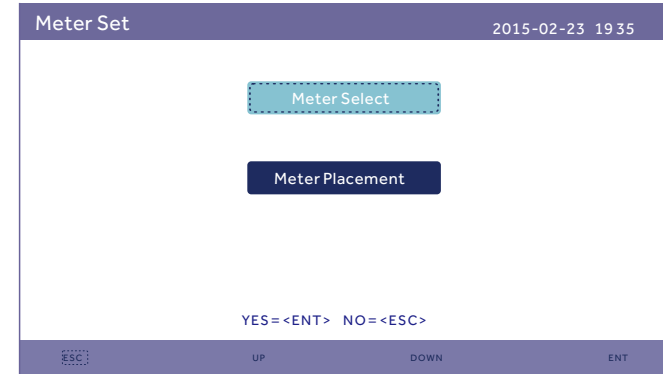 Meter Set 2015-02-23 19 35
Meter Select
Meter Placement
YES=<ENT> NO=<ESC>
ESC UP DOWN ENT